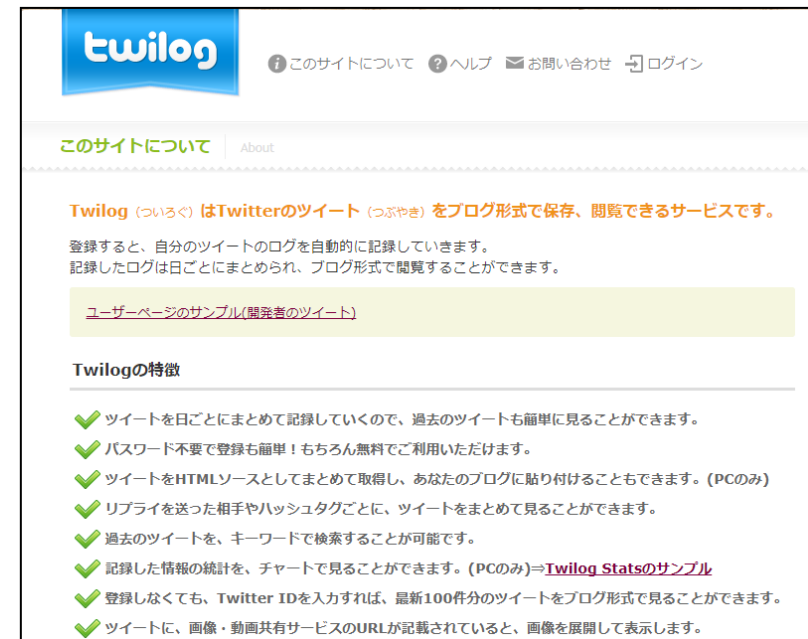 twilog
このサイトについて ヘルプ お問い合わせ ログイン
このサイトについて About
Twilog (ついろぐ) はTwitterのツイート (つぶやき) をブログ形式で保存、閲覧できるサービスです。
登録すると、自分のツイートのログを自動的に記録していきます。
記録したログは日ごとにまとめられ、ブログ形式で閲覧することができます。
ユーザーページのサンプル(開発者のツイート)
Twilogの特徴
ツイートを日ごとにまとめて記録していくので、過去のツイートも簡単に見ることができます。
パスワード不要で登録も簡単！もちろん無料でご利用いただけます。
ツイートをHTMLソースとしてまとめて取得し、あなたのブログに貼り付けることもできます。(PCのみ)
リプライを送った相手やハッシュタグごとに、ツイートをまとめて見ることができます。
過去のツイートを、キーワードで検索することが可能です。
記録した情報の統計を、チャートで見ることができます。(PCのみ)⇒Twilog Statsのサンプル
登録しなくても、Twitter IDを入力すれば、最新100件分のツイートをブログ形式で見ることができます。
ツイートに、画像・動画共有サービスのURLが記載されていると、画像を展開して表示します。